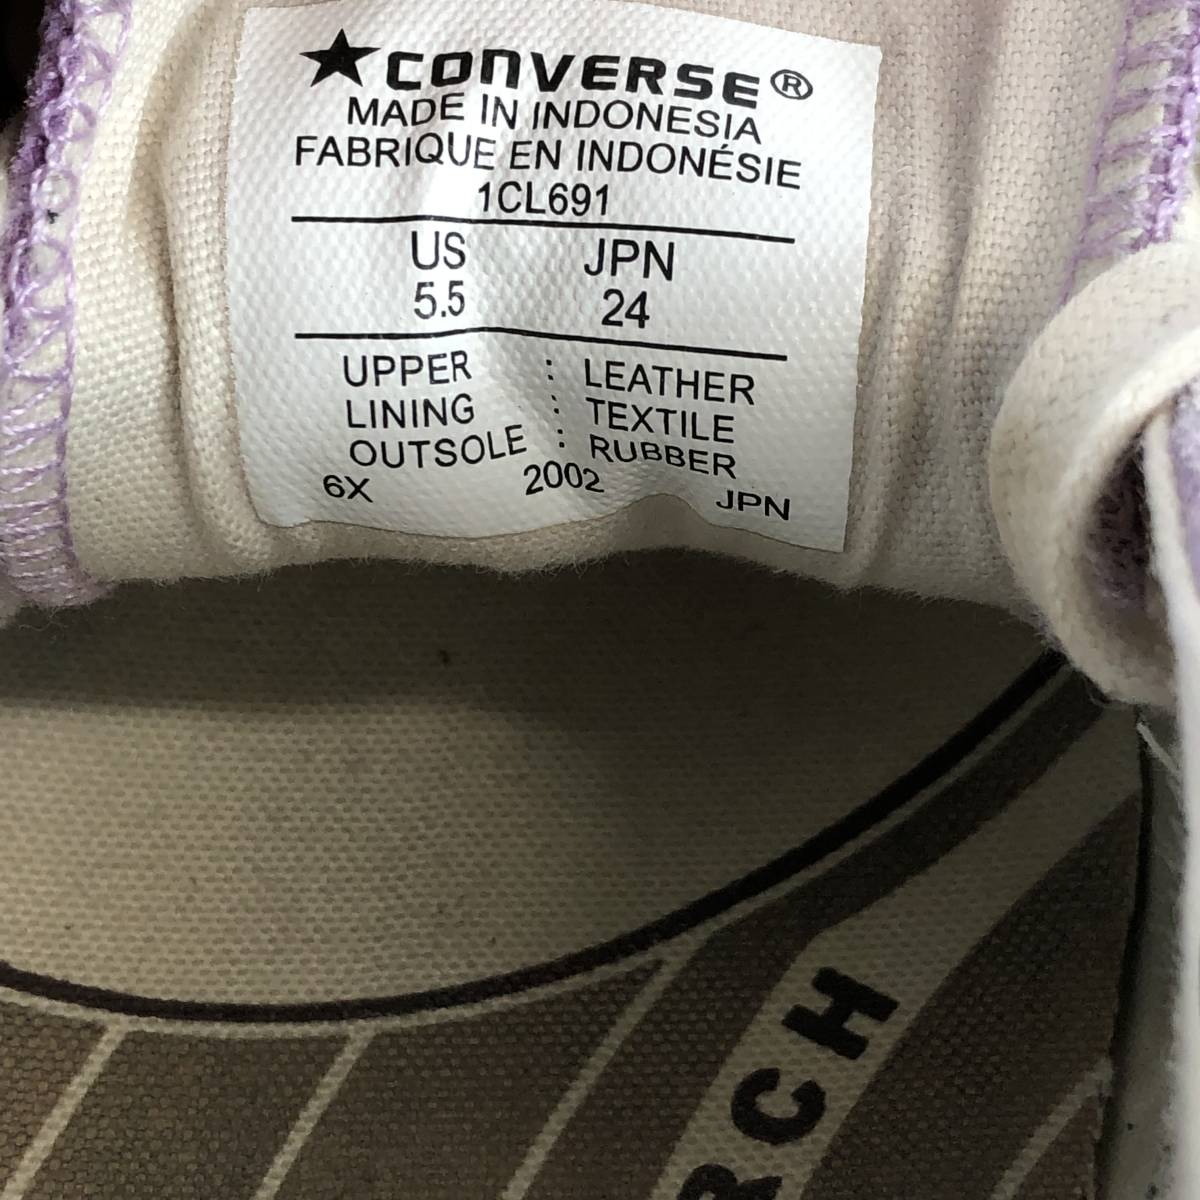 ★CONVERSE®
MADE IN INDONESIA
FABRIQUE EN INDONÉSIE
1CL691
US JPN
5.5 24
UPPER : LEATHER
LINING : TEXTILE
OUTSOLE : RUBBER
6X 2002 JPN
RCH